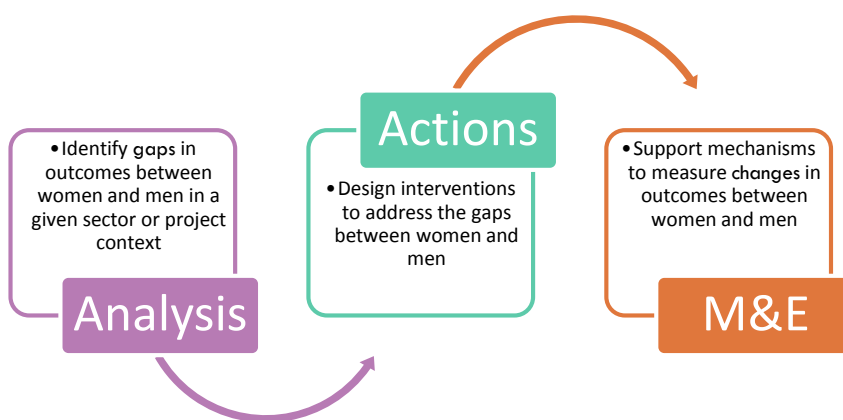 •Identify gaps in
outcomes between
women and men in a
given sector or project
context
Analysis
Actions
•Design interventions
to address the gaps
between women and
men
•Support mechanisms
to measure changes in
outcomes between
women and men
M&E